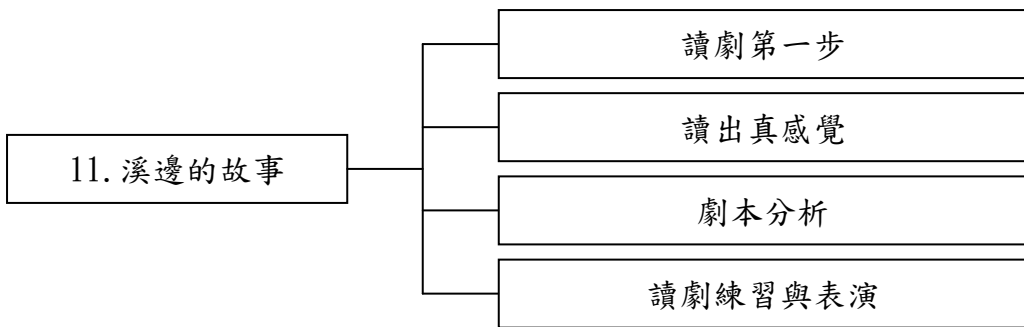 11.溪邊的故事
讀劇第一步
讀出真感覺
劇本分析
讀劇練習與表演